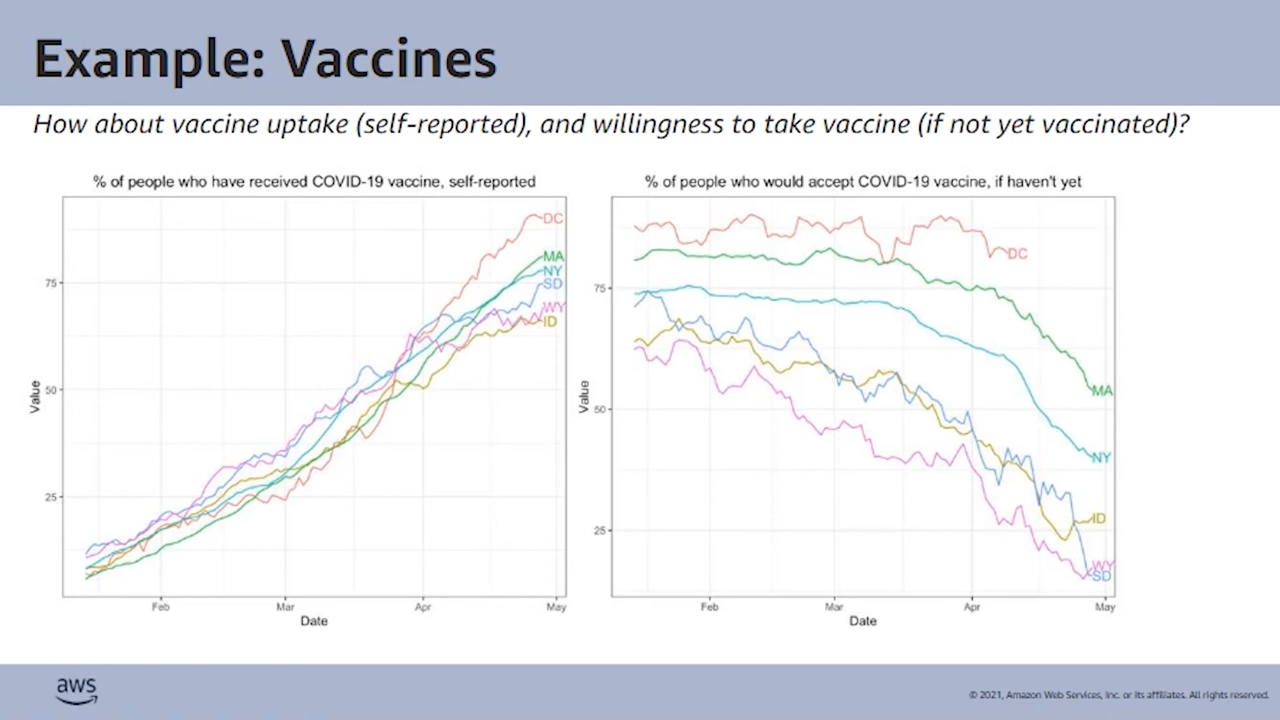 Example: Vaccines
How about vaccine uptake (self-reported), and willingness to take vaccine (if not yet vaccinated)?
% of people who have received COVID-19 vaccine, self-reported
DC
MA
NY
SD
WY
ID
75
50
25
Value
Feb
Mar
Apr
May
Date
% of people who would accept COVID-19 vaccine, if haven't yet
DC
MA
NY
ID
WY
SD
75
50
25
Value
Feb
Mar
Apr
May
Date
aws
© 2021, Amazon Web Services, Inc. or its affiliates. All rights reserved.